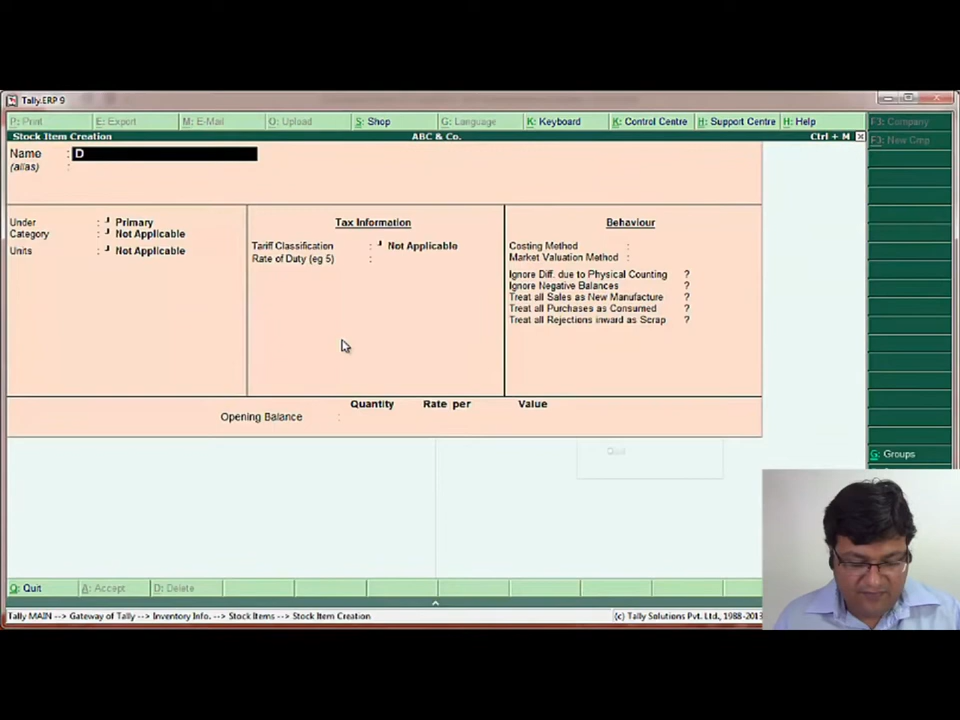 Tally.ERP 9
P: Print E: Export M: E-Mail O: Upload S: Shop G: Language K: Keyboard K: Control Centre H: Support Centre H: Help
F3: Company
F3: New Cmp
Stock Item Creation ABC & Co. Ctrl + M
Name : D
(alias) :
Under : Primary
Category : Not Applicable
Units : Not Applicable
Tax Information
Tariff Classification : Not Applicable
Rate of Duty (eg 5) :
Behaviour
Costing Method :
Market Valuation Method :
Ignore Diff. due to Physical Counting ?
Ignore Negative Balances ?
Treat all Sales as New Manufacture ?
Treat all Purchases as Consumed ?
Treat all Rejections inward as Scrap ?
Quantity Rate per Value
Opening Balance :
Quit
G: Groups
Q: Quit A: Accept D: Delete
Tally MAIN --> Gateway of Tally --> Inventory Info. --> Stock Items --> Stock Item Creation
(c) Tally Solutions Pvt. Ltd., 1988-2013